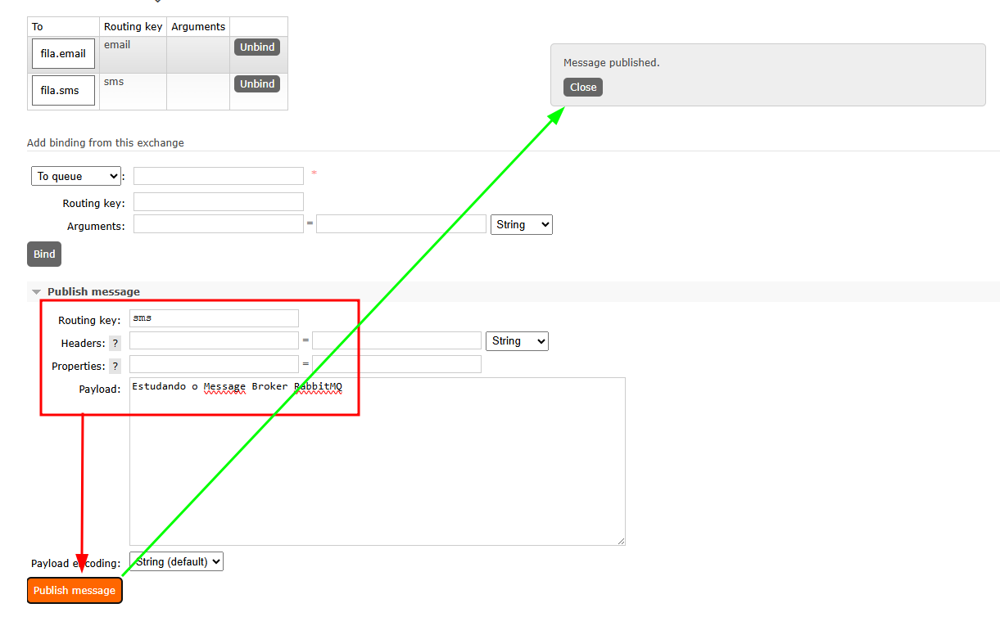 To Routing key Arguments
fila.email email Unbind
fila.sms sms Unbind
Message published.
Close
Add binding from this exchange
To queue : *
Routing key:
Arguments: = String
Bind
Publish message
Routing key: sms
Headers: ? = String
Properties: ? =
Payload: Estudando o Message Broker RabbitMQ
Payload encoding: String (default)
Publish message